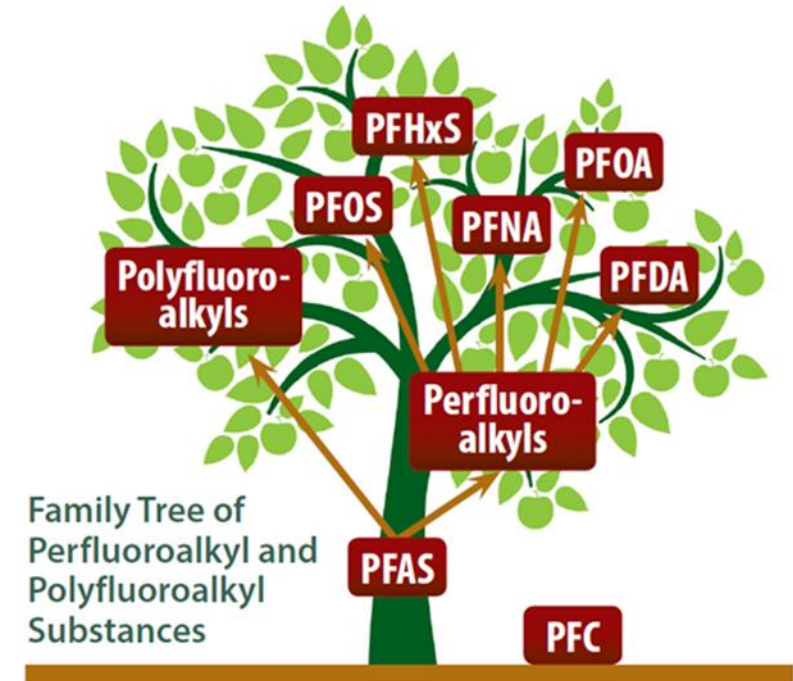 PFHxS
PFOA
PFOS
PFNA
Polyfluoro-
alkyls
PFDA
Perfluoro-
alkyls
Family Tree of
Perfluoroalkyl and
Polyfluoroalkyl
Substances
PFAS
PFC